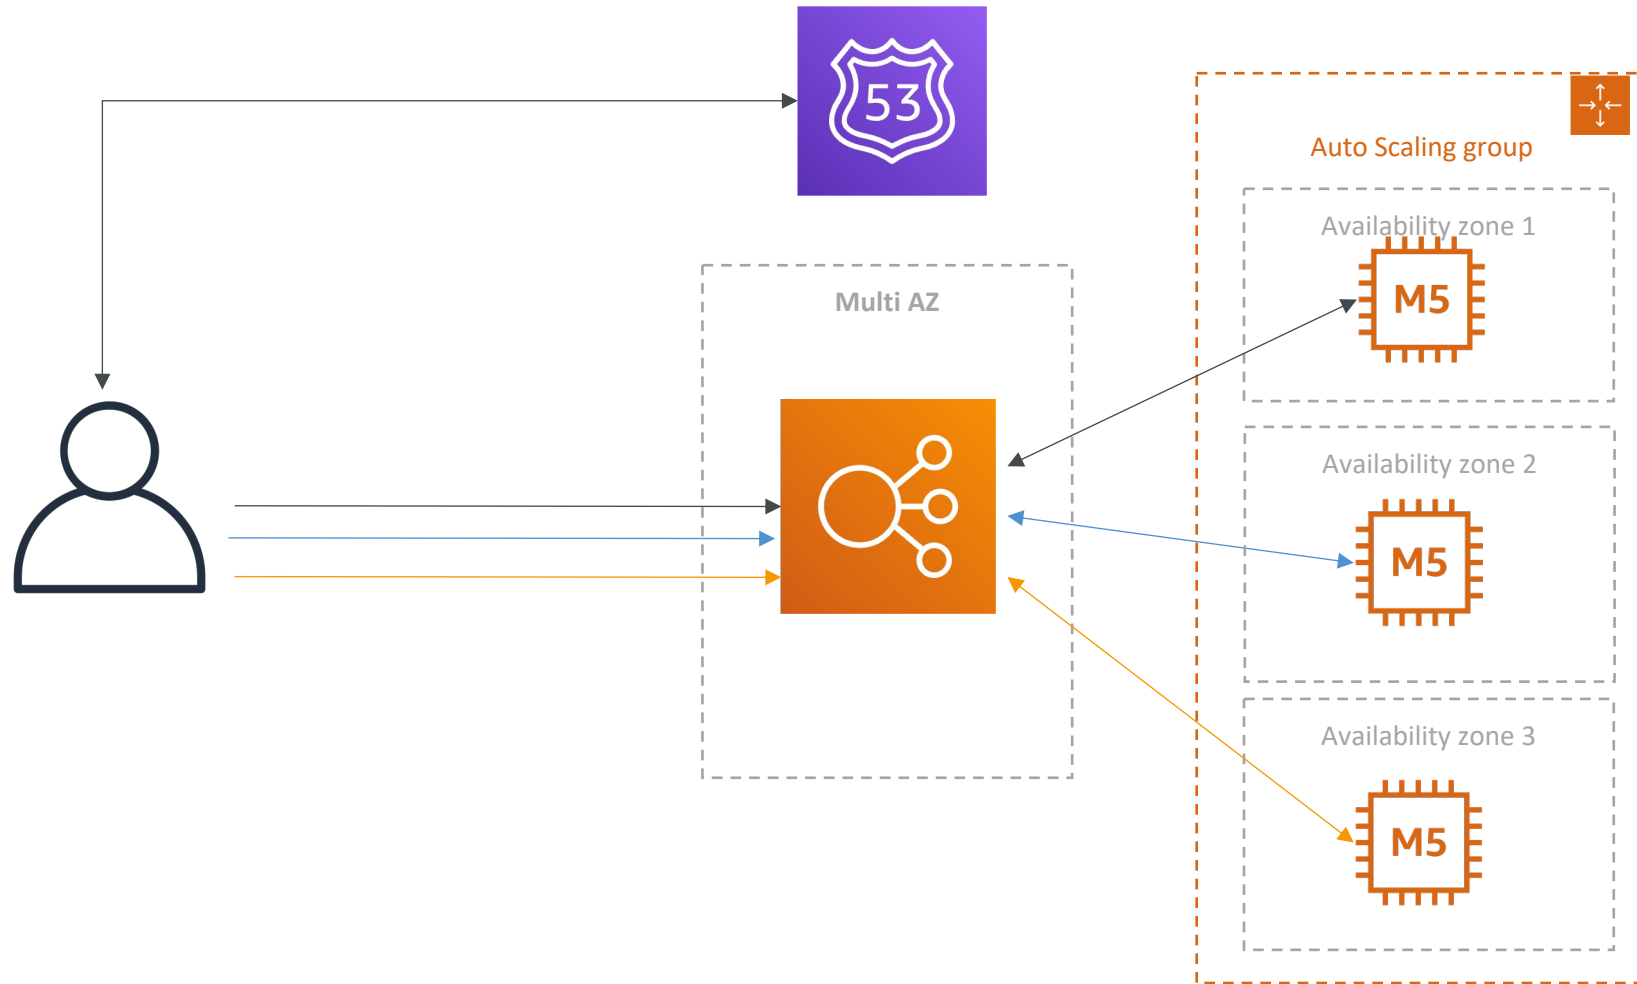 53
Auto Scaling group
Availability zone 1
M5
Multi AZ
Availability zone 2
M5
Availability zone 3
M5